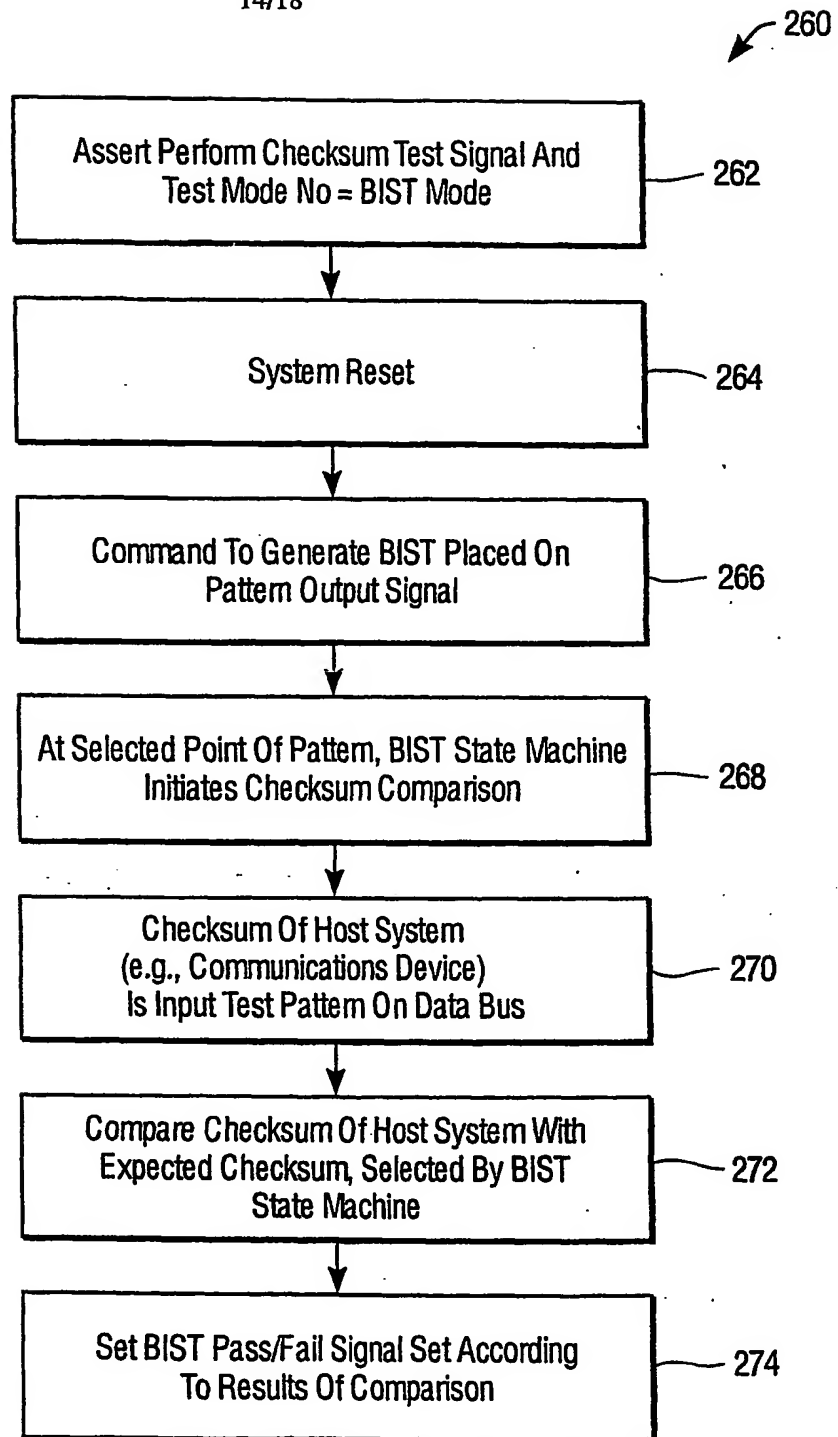 14/18
260
Assert Perform Checksum Test Signal And
Test Mode No = BIST Mode
262
System Reset
264
Command To Generate BIST Placed On
Pattern Output Signal
266
At Selected Point Of Pattern, BIST State Machine
Initiates Checksum Comparison
268
Checksum Of Host System
(e.g., Communications Device)
Is Input Test Pattern On Data Bus
270
Compare Checksum Of Host System With
Expected Checksum, Selected By BIST
State Machine
272
Set BIST Pass/Fail Signal Set According
To Results Of Comparison
274